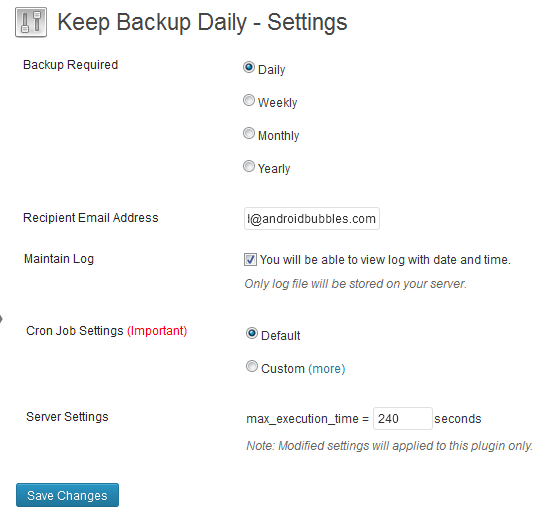 Keep Backup Daily - Settings
Backup Required
Daily
Weekly
Monthly
Yearly
Recipient Email Address
l@androidbubbles.com
Maintain Log
You will be able to view log with date and time.
Only log file will be stored on your server.
Cron Job Settings (Important)
Default
Custom (more)
Server Settings
max_execution_time = 240 seconds
Note: Modified settings will applied to this plugin only.
Save Changes